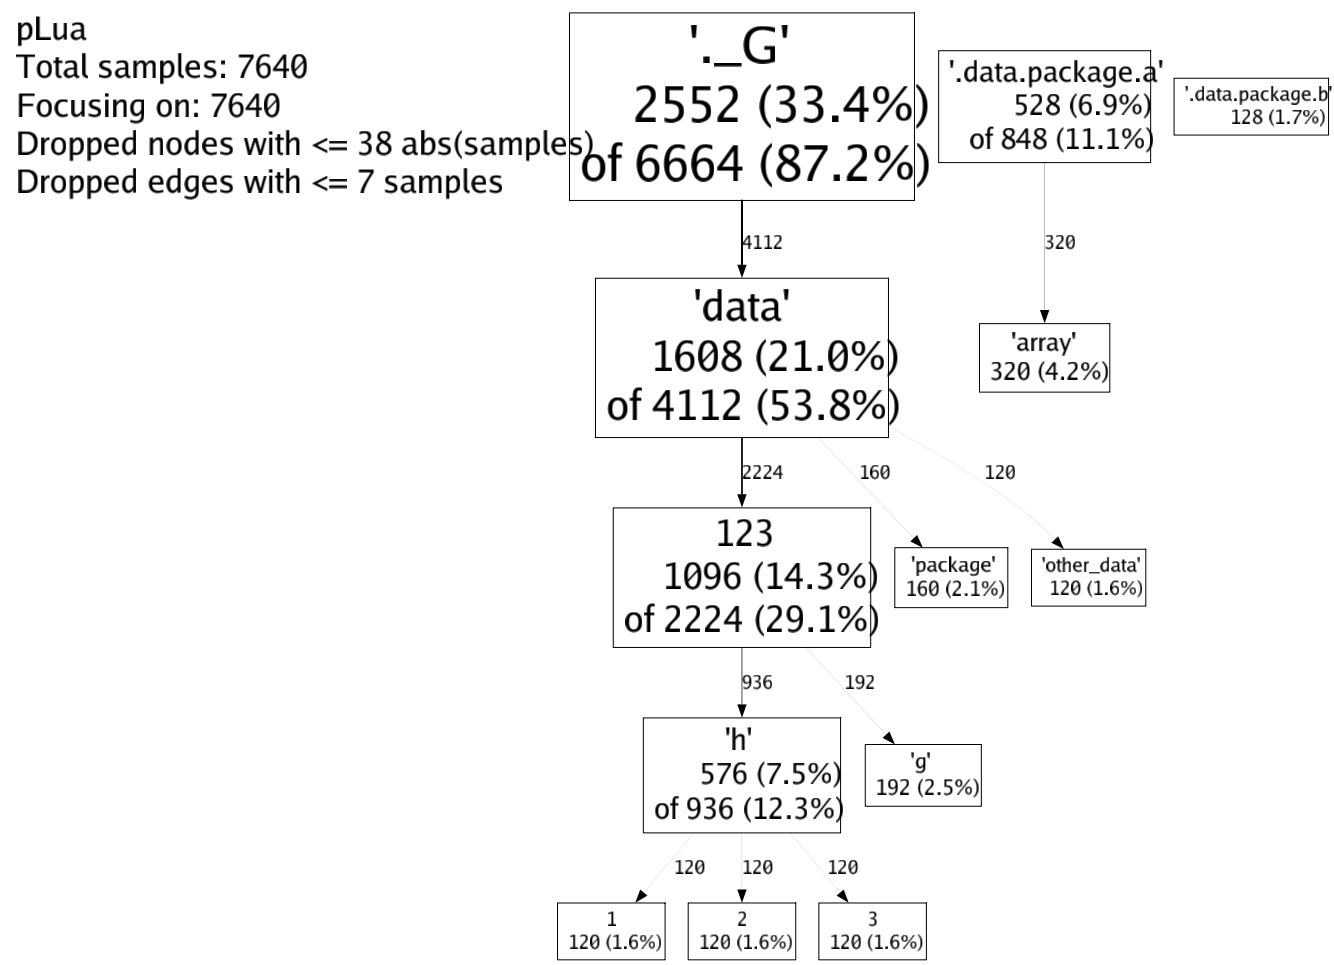 pLua
Total samples: 7640
Focusing on: 7640
Dropped nodes with <= 38 abs(samples)
Dropped edges with <= 7 samples
'._G'
2552 (33.4%)
of 6664 (87.2%)
'.data.package.a'
528 (6.9%)
of 848 (11.1%)
'.data.package.b'
128 (1.7%)
4112
320
'data'
1608 (21.0%)
of 4112 (53.8%)
'array'
320 (4.2%)
2224
160
120
123
1096 (14.3%)
of 2224 (29.1%)
'package'
160 (2.1%)
'other_data'
120 (1.6%)
936
192
'h'
576 (7.5%)
of 936 (12.3%)
'g'
192 (2.5%)
120
120
120
1
120 (1.6%)
2
120 (1.6%)
3
120 (1.6%)